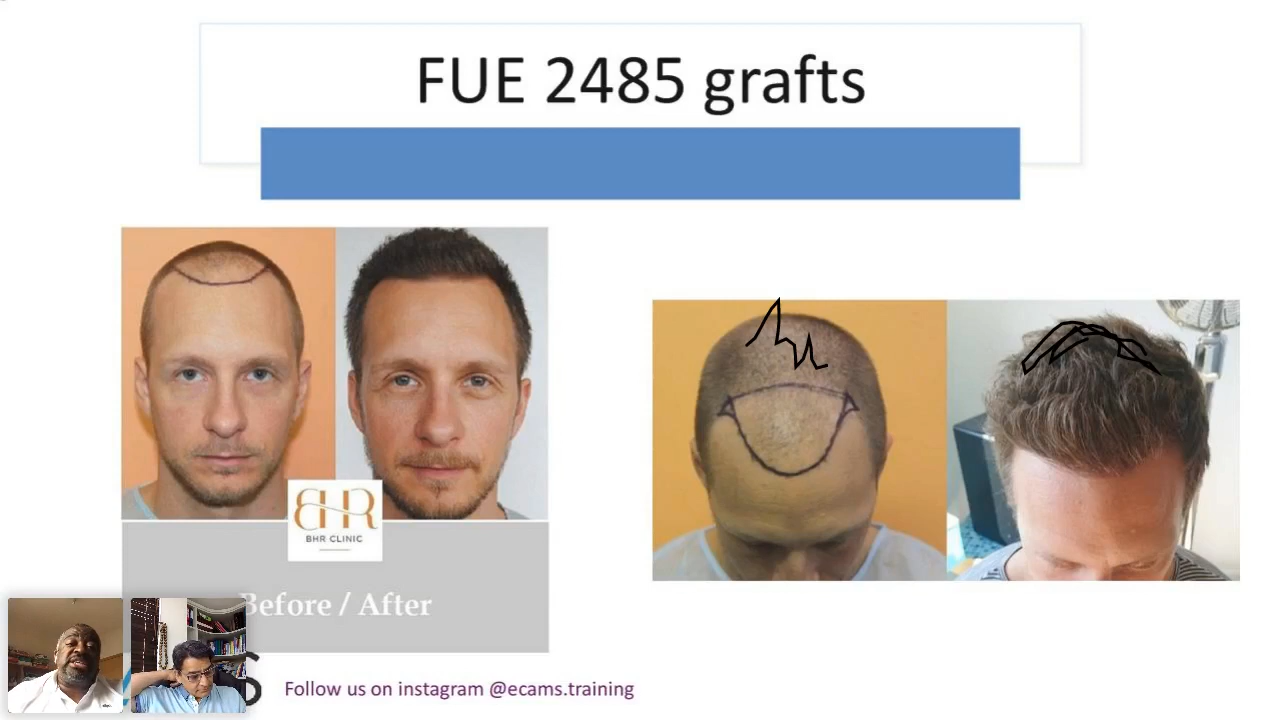 FUE 2485 grafts
BHR
BHR CLINIC
Before / After
S
Follow us on instagram @ecams.training